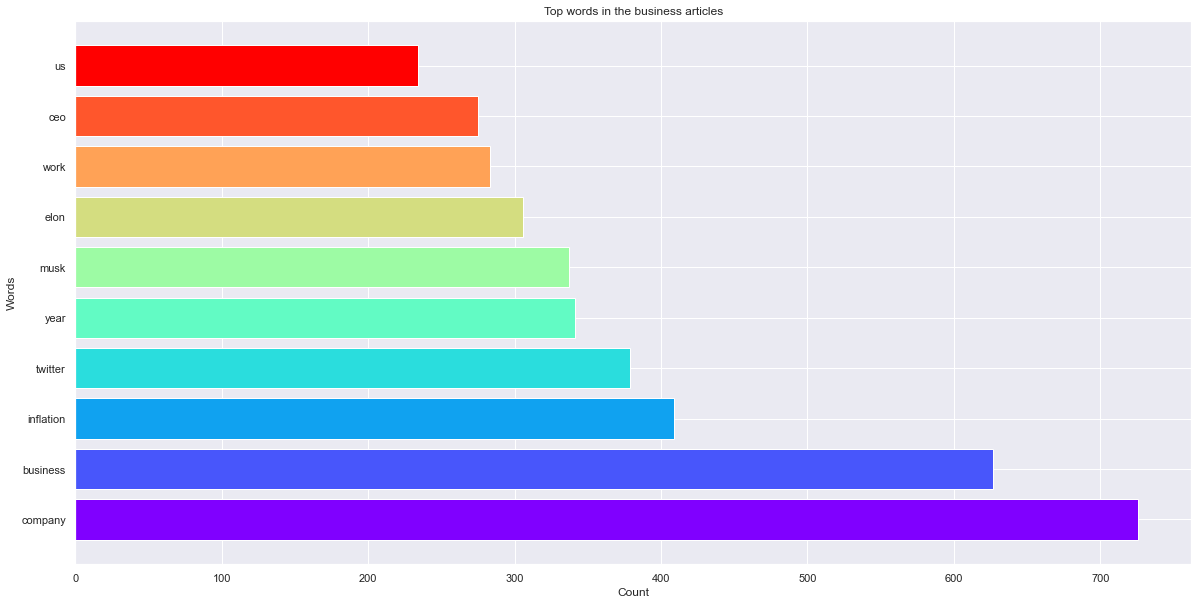 Top words in the business articles
us
ceo
work
elon
musk
year
twitter
inflation
business
company
Words
0 100 200 300 400 500 600 700
Count